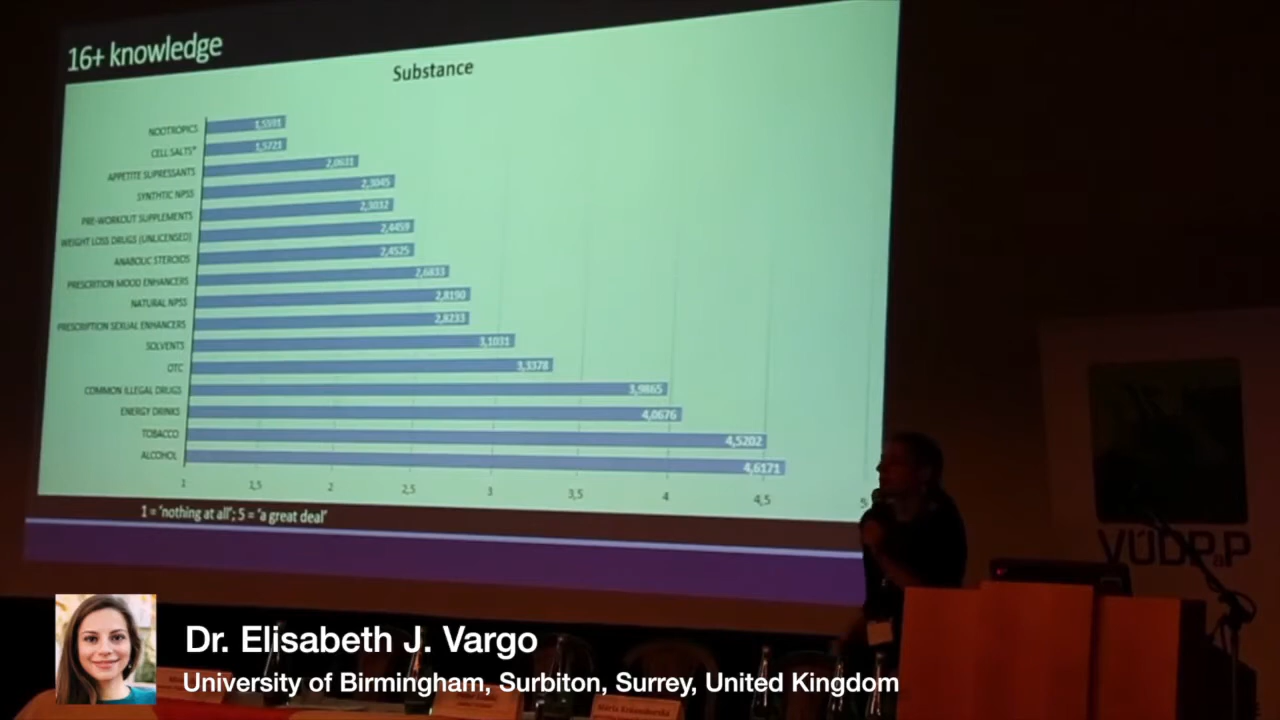 16+ knowledge
Substance
NOOTROPICS 1,5591
CELL SALTS* 1,5721
APPETITE SUPRESSANTS 2,0631
SYNTHTIC NPSS 2,3045
PRE-WORKOUT SUPPLEMENTS 2,3032
WEIGHT LOSS DRUGS (UNLICENSED) 2,4459
ANABOLIC STEROIDS 2,4525
PRESCRITION MOOD ENHANCERS 2,6833
NATURAL NPSS 2,8190
PRESCRIPTION SEXUAL ENHANCERS 2,8233
SOLVENTS 3,1031
OTC 3,3378
COMMON ILLEGAL DRUGS 3,9865
ENERGY DRINKS 4,0676
TOBACCO 4,5202
ALCOHOL 4,6171
1 1,5 2 2,5 3 3,5 4 4,5 5
1 = 'nothing at all'; 5 = 'a great deal'
VÚDPaP
Dr. Elisabeth J. Vargo
University of Birmingham, Surbiton, Surrey, United Kingdom